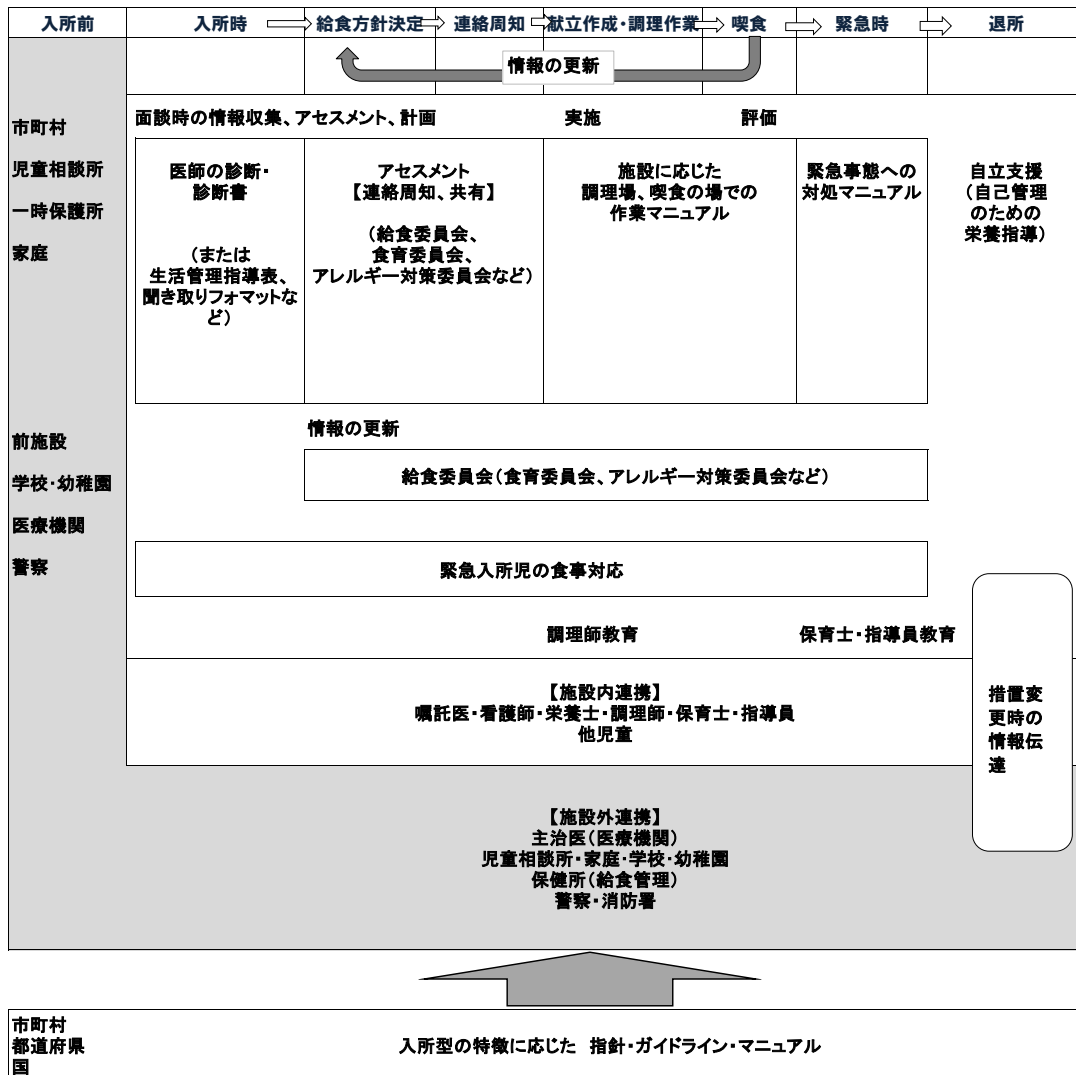 入所前
入所時
給食方針決定
連絡周知
献立作成・調理作業
喫食
緊急時
退所
情報の更新
市町村
児童相談所
一時保護所
家庭
前施設
学校・幼稚園
医療機関
警察
面談時の情報収集、アセスメント、計画
実施
評価
医師の診断・
診断書
(または
生活管理指導表、
聞き取りフォーマットな
ど)
アセスメント
【連絡周知、共有】
(給食委員会、
食育委員会、
アレルギー対策委員会など)
施設に応じた
調理場、喫食の場での
作業マニュアル
緊急事態への
対処マニュアル
自立支援
(自己管理
のための
栄養指導)
情報の更新
給食委員会(食育委員会、アレルギー対策委員会など)
緊急入所児の食事対応
調理師教育
保育士・指導員教育
【施設内連携】
嘱託医・看護師・栄養士・調理師・保育士・指導員
他児童
措置変
更時の
情報伝
達
【施設外連携】
主治医(医療機関)
児童相談所・家庭・学校・幼稚園
保健所(給食管理)
警察・消防署
市町村
都道府県
国
入所型の特徴に応じた 指針・ガイドライン・マニュアル